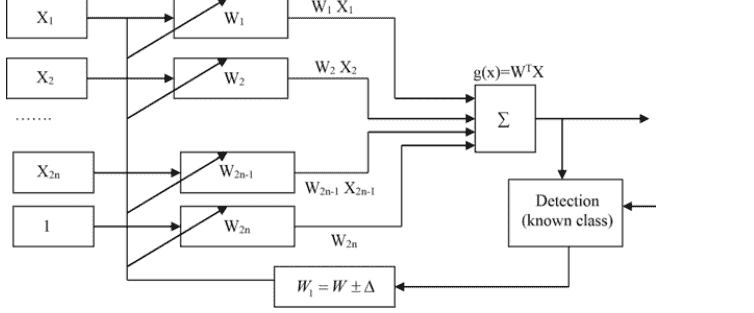 X₁ W₁ W₁ X₁
X₂ W₂ W₂ X₂
g(x)=WᵀX
Σ
.......
X₂ₙ W₂ₙ₋₁
W₂ₙ₋₁ X₂ₙ₋₁
1 W₂ₙ
W₂ₙ
Detection
(known class)
W₁ = W ± Δ